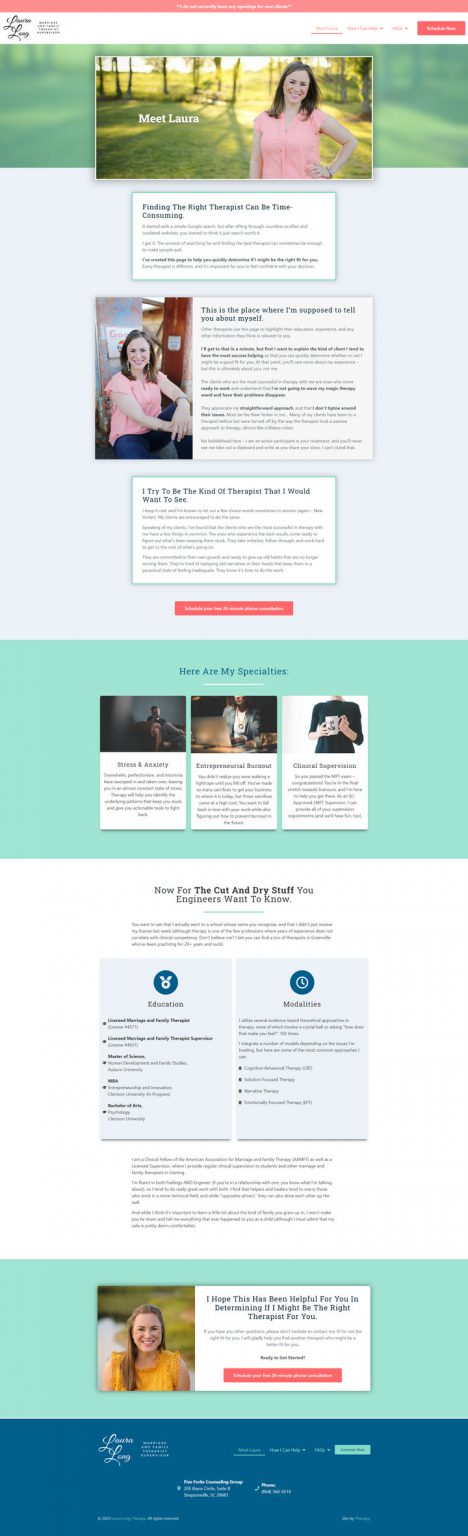 **I do not currently have any openings for new clients**
Laura Long
MARRIAGE
AND FAMILY
THERAPIST
SUPERVISOR
Meet Laura
How I Can Help
FAQs
Schedule Now
Meet Laura
Finding The Right Therapist Can Be Time-
Consuming.
It started with a simple Google search, but after sifting through countless profiles and
outdated websites, you started to think it just wasn't worth it.
I get it. The process of searching for and finding the best therapist can sometimes be enough
to make people quit.
I've created this page to help you quickly determine if I might be the right fit for you.
Every therapist is different, and it's important for you to feel confident with your decision.
This is the place where I'm supposed to tell
you about myself.
Other therapists use this page to highlight their education, experience, and any
other information they think is relevant to you.
I'll get to that in a minute, but first I want to explain the kind of client I tend to
have the most success helping so that you can quickly determine whether or not I
might be a good fit for you. At that point, you'll care more about my experience –
but this is ultimately about you, not me.
The clients who are the most successful in therapy with me are ones who come
ready to work and understand that I'm not going to wave my magic therapy
wand and have their problems disappear.
They appreciate my straightforward approach, and that I don't tiptoe around
their issues. Must be the New Yorker in me... Many of my clients have been to a
therapist before but were turned off by the way the therapist took a passive
approach to therapy, almost like a lifeless robot.
No bobblehead here – I am an active participant in your treatment, and you'll never
see me take out a clipboard and write as you share your story. I can't stand that.
I Try To Be The Kind Of Therapist That I Would
Want To See.
I keep it real, and I'm known to let out a few choice words sometimes in session (again – New
Yorker). My clients are encouraged to do the same.
Speaking of my clients, I've found that the clients who are the most successful in therapy with
me have a few things in common. The ones who experience the best results come ready to
figure out what's been keeping them stuck. They take initiative, follow through, and work hard
to get to the root of what's going on.
They are committed to their own growth and ready to give up old habits that are no longer
serving them. They're tired of replaying old narratives in their heads that keep them in a
perpetual state of feeling inadequate. They know it's time to do the work.
Schedule your free 20-minute phone consultation
Here Are My Specialties:
Stress & Anxiety
Overwhelm, perfectionism, and insomnia
have swooped in and taken over, leaving
you in an almost constant state of stress.
Therapy will help you identify the
underlying patterns that keep you stuck
and give you actionable tools to fight
back.
Entrepreneurial Burnout
You didn't realize you were walking a
tightrope until you fell off. You've made
so many sacrifices to get your business
to where it is today, but those sacrifices
came at a high cost. You want to fall
back in love with your work while also
figuring out how to prevent burnout in
the future.
Clinical Supervision
So you passed the MFT exam –
congratulations! You're in the final
stretch towards licensure, and I'm here
to help you get there. As an SC-
Approved LMFT Supervisor, I can
provide all of your supervision
requirements (and we'll have fun, too).
Now For The Cut And Dry Stuff You
Engineers Want To Know.
You want to see that I actually went to a school whose name you recognize, and that I didn't just receive
my license last week (although therapy is one of the few professions where years of experience does not
correlate with clinical competency. Don't believe me? I bet you can find a ton of therapists in Greenville
who've been practicing for 20+ years and suck).
Education
Licensed Marriage and Family Therapist
(License #4571)
Licensed Marriage and Family Therapist Supervisor
(License #4651)
Master of Science,
Human Development and Family Studies,
Auburn University
MBA
Entrepreneurship and Innovation,
Clemson University (In Progress)
Bachelor of Arts,
Psychology,
Clemson University
Modalities
I utilize several evidence-based theoretical approaches in
therapy, none of which involve a crystal ball or asking "how does
that make you feel?" 100 times.
I integrate a number of models depending on the issues I'm
treating, but here are some of the most common approaches I
use:
Cognitive-Behavioral Therapy (CBT)
Solution-Focused Therapy
Narrative Therapy
Emotionally-Focused Therapy (EFT)
I am a Clinical Fellow of the American Association for Marriage and Family Therapy (AAMFT) as well as a
Licensed Supervisor, where I provide regular clinical supervision to students and other marriage and
family therapists in training.
I'm fluent in both Feelings AND Engineer (if you're in a relationship with one, you know what I'm talking
about), so I tend to do really great work with both. I find that helpers and healers tend to marry those
who work in a more technical field, and while "opposites attract," they can also drive each other up the
wall.
And while I think it's important to learn a little bit about the kind of family you grew up in, I won't make
you lie down and tell me everything that ever happened to you as a child (although I must admit that my
sofa is pretty damn comfortable).
I Hope This Has Been Helpful For You In
Determining If I Might Be The Right
Therapist For You.
If you have any other questions, please don't hesitate to contact me. If I'm not the
right fit for you, I will gladly help you find another therapist who might be a
better fit for you.
Ready to Get Started?
Schedule your free 20-minute phone consultation
Laura Long
MARRIAGE
AND FAMILY
THERAPIST
SUPERVISOR
Meet Laura
How I Can Help
FAQs
Schedule Now
Five Forks Counseling Group
205 Bryce Circle, Suite B
Simpsonville, SC 29681
Phone:
(864) 360-9214
© 2023 Laura Long Therapy. All rights reserved.
Site by